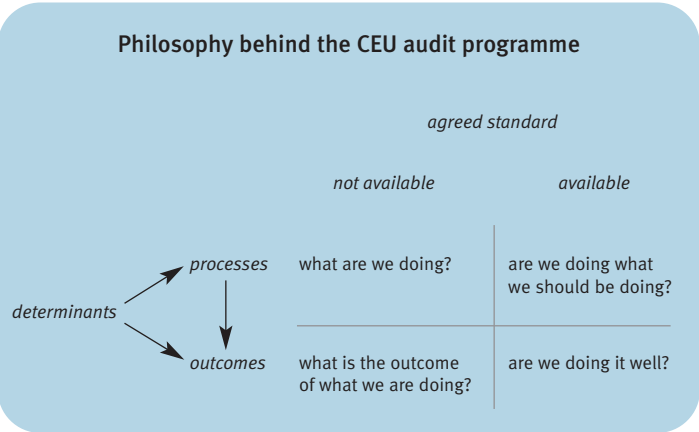 Philosophy behind the CEU audit programme
agreed standard
not available
available
processes
what are we doing?
are we doing what
we should be doing?
determinants
outcomes
what is the outcome
of what we are doing?
are we doing it well?